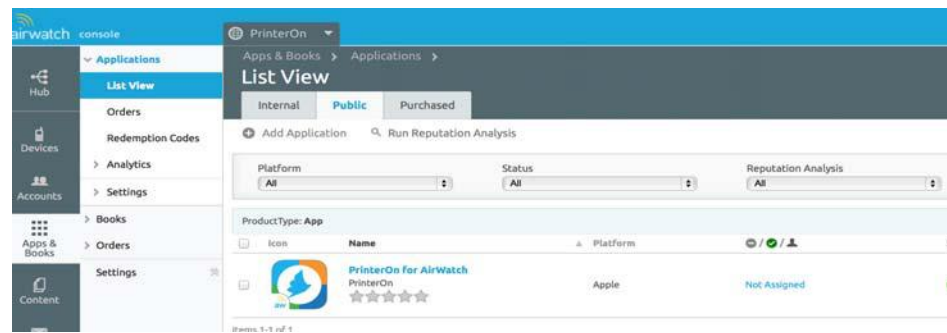 airwatch console
PrinterOn
Hub
Devices
Accounts
Apps & Books
Content
Applications
List View
Orders
Redemption Codes
Analytics
Settings
Books
Orders
Settings
Apps & Books > Applications >
List View
Internal Public Purchased
Add Application Run Reputation Analysis
Platform Status Reputation Analysis
All All All
ProductType: App
Icon Name Platform
aw
PrinterOn for AirWatch
PrinterOn
Apple Not Assigned
Items 1-1 of 1